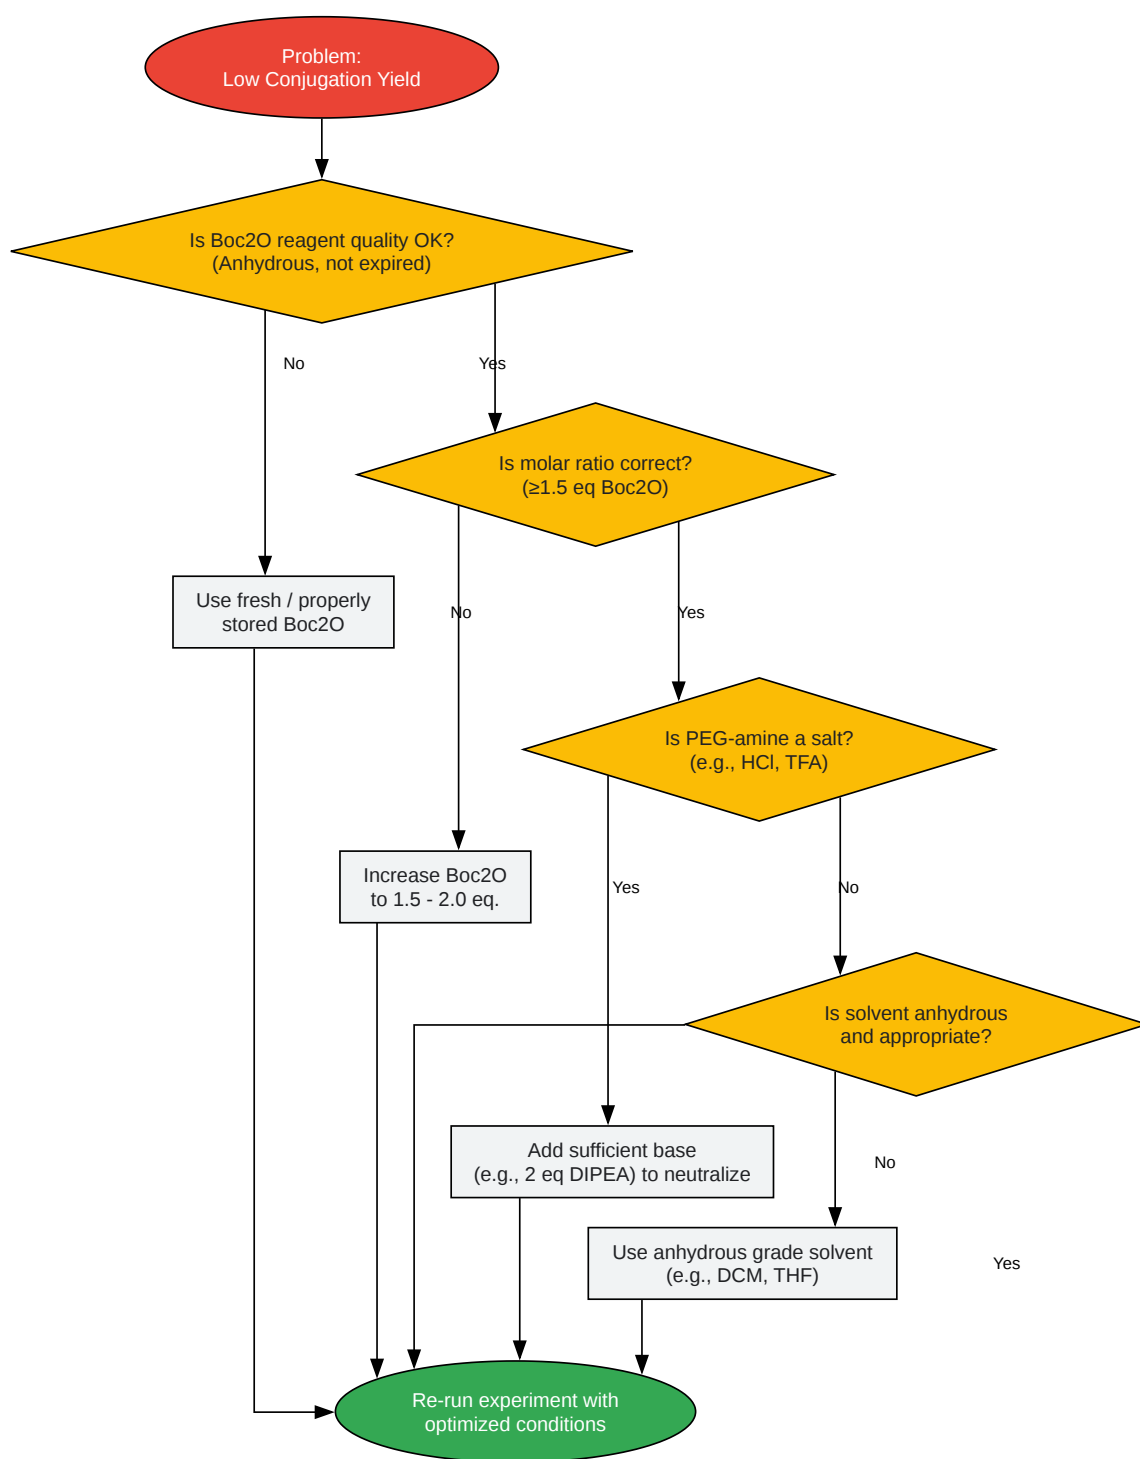 Problem:
Low Conjugation Yield
Is Boc2O reagent quality OK?
(Anhydrous, not expired)
No
Yes
Is molar ratio correct?
(≥1.5 eq Boc2O)
Use fresh / properly
stored Boc2O
No
Yes
Is PEG-amine a salt?
(e.g., HCl, TFA)
Increase Boc2O
to 1.5 - 2.0 eq.
Yes
No
Is solvent anhydrous
and appropriate?
Add sufficient base
(e.g., 2 eq DIPEA) to neutralize
No
Use anhydrous grade solvent
(e.g., DCM, THF)
Yes
Re-run experiment with
optimized conditions